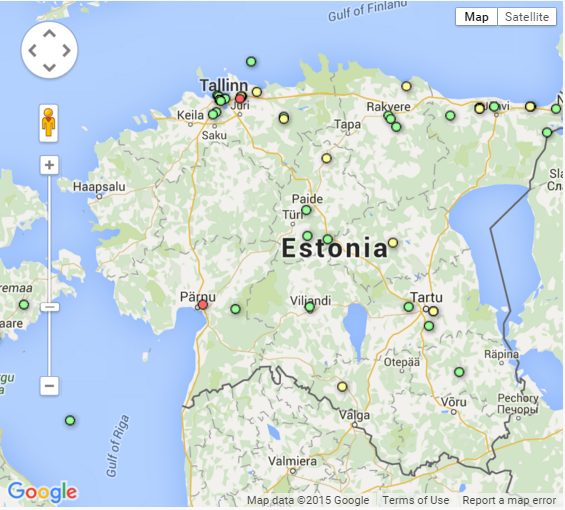 Gulf of Finland
Map
Satellite
Tallinn
Jüri
Keila
Saku
Rakvere
Tapa
Haapsalu
Paide
Türi
Estonia
Pärnu
Viljandi
Tartu
Otepää
Räpina
Võru
Pechory
Печоры
Valga
Valmiera
Gulf of Riga
Google
Map data ©2015 Google
Terms of Use
Report a map error